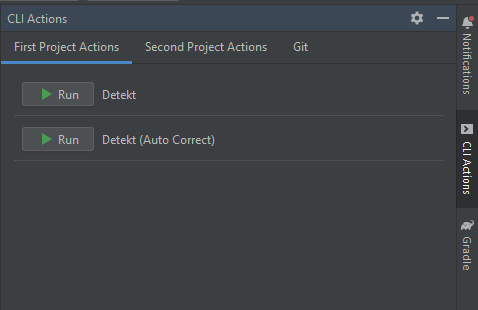 CLI Actions
First Project Actions Second Project Actions Git
Run Detekt
Run Detekt (Auto Correct)
Notifications
CLI Actions
Gradle